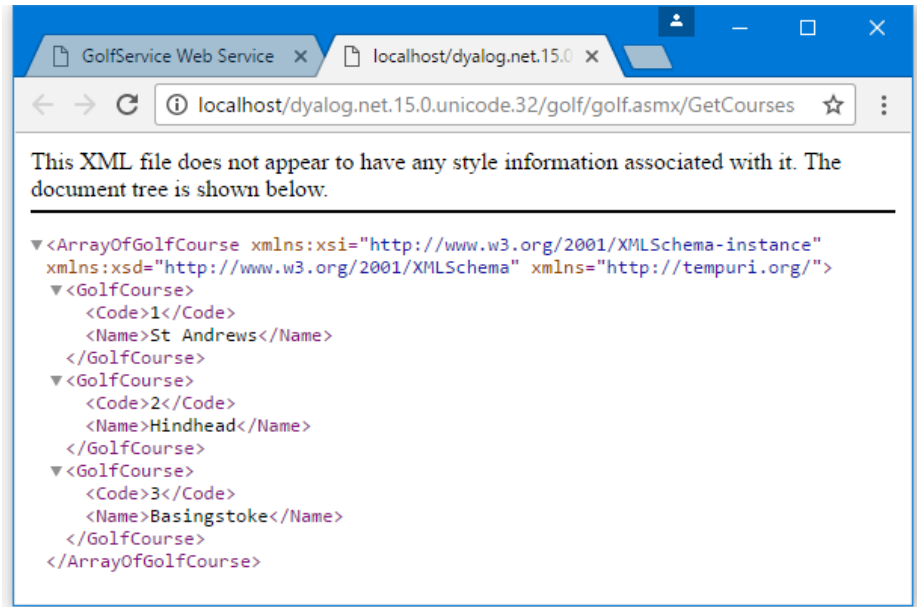 GolfService Web Service
localhost/dyalog.net.15.0
localhost/dyalog.net.15.0.unicode.32/golf/golf.asmx/GetCourses
This XML file does not appear to have any style information associated with it. The
document tree is shown below.
<ArrayOfGolfCourse xmlns:xsi="http://www.w3.org/2001/XMLSchema-instance"
xmlns:xsd="http://www.w3.org/2001/XMLSchema" xmlns="http://tempuri.org/">
<GolfCourse>
<Code>1</Code>
<Name>St Andrews</Name>
</GolfCourse>
<GolfCourse>
<Code>2</Code>
<Name>Hindhead</Name>
</GolfCourse>
<GolfCourse>
<Code>3</Code>
<Name>Basingstoke</Name>
</GolfCourse>
</ArrayOfGolfCourse>